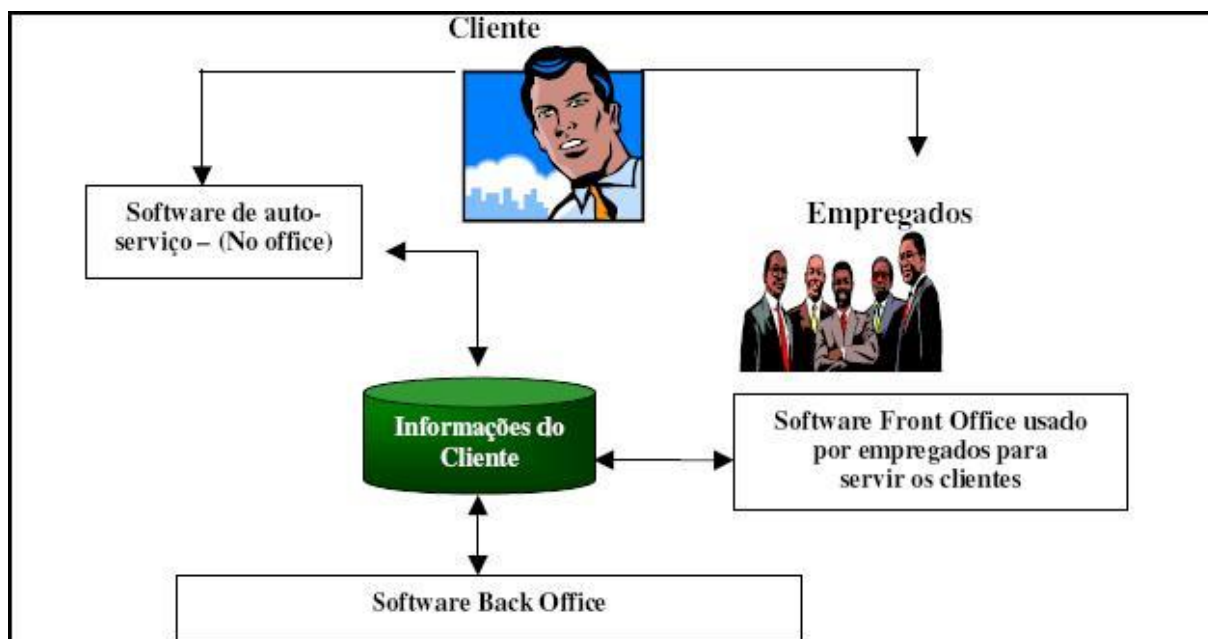 Cliente
Software de auto-
serviço – (No office)
Empregados
Informações do
Cliente
Software Front Office usado
por empregados para
servir os clientes
Software Back Office